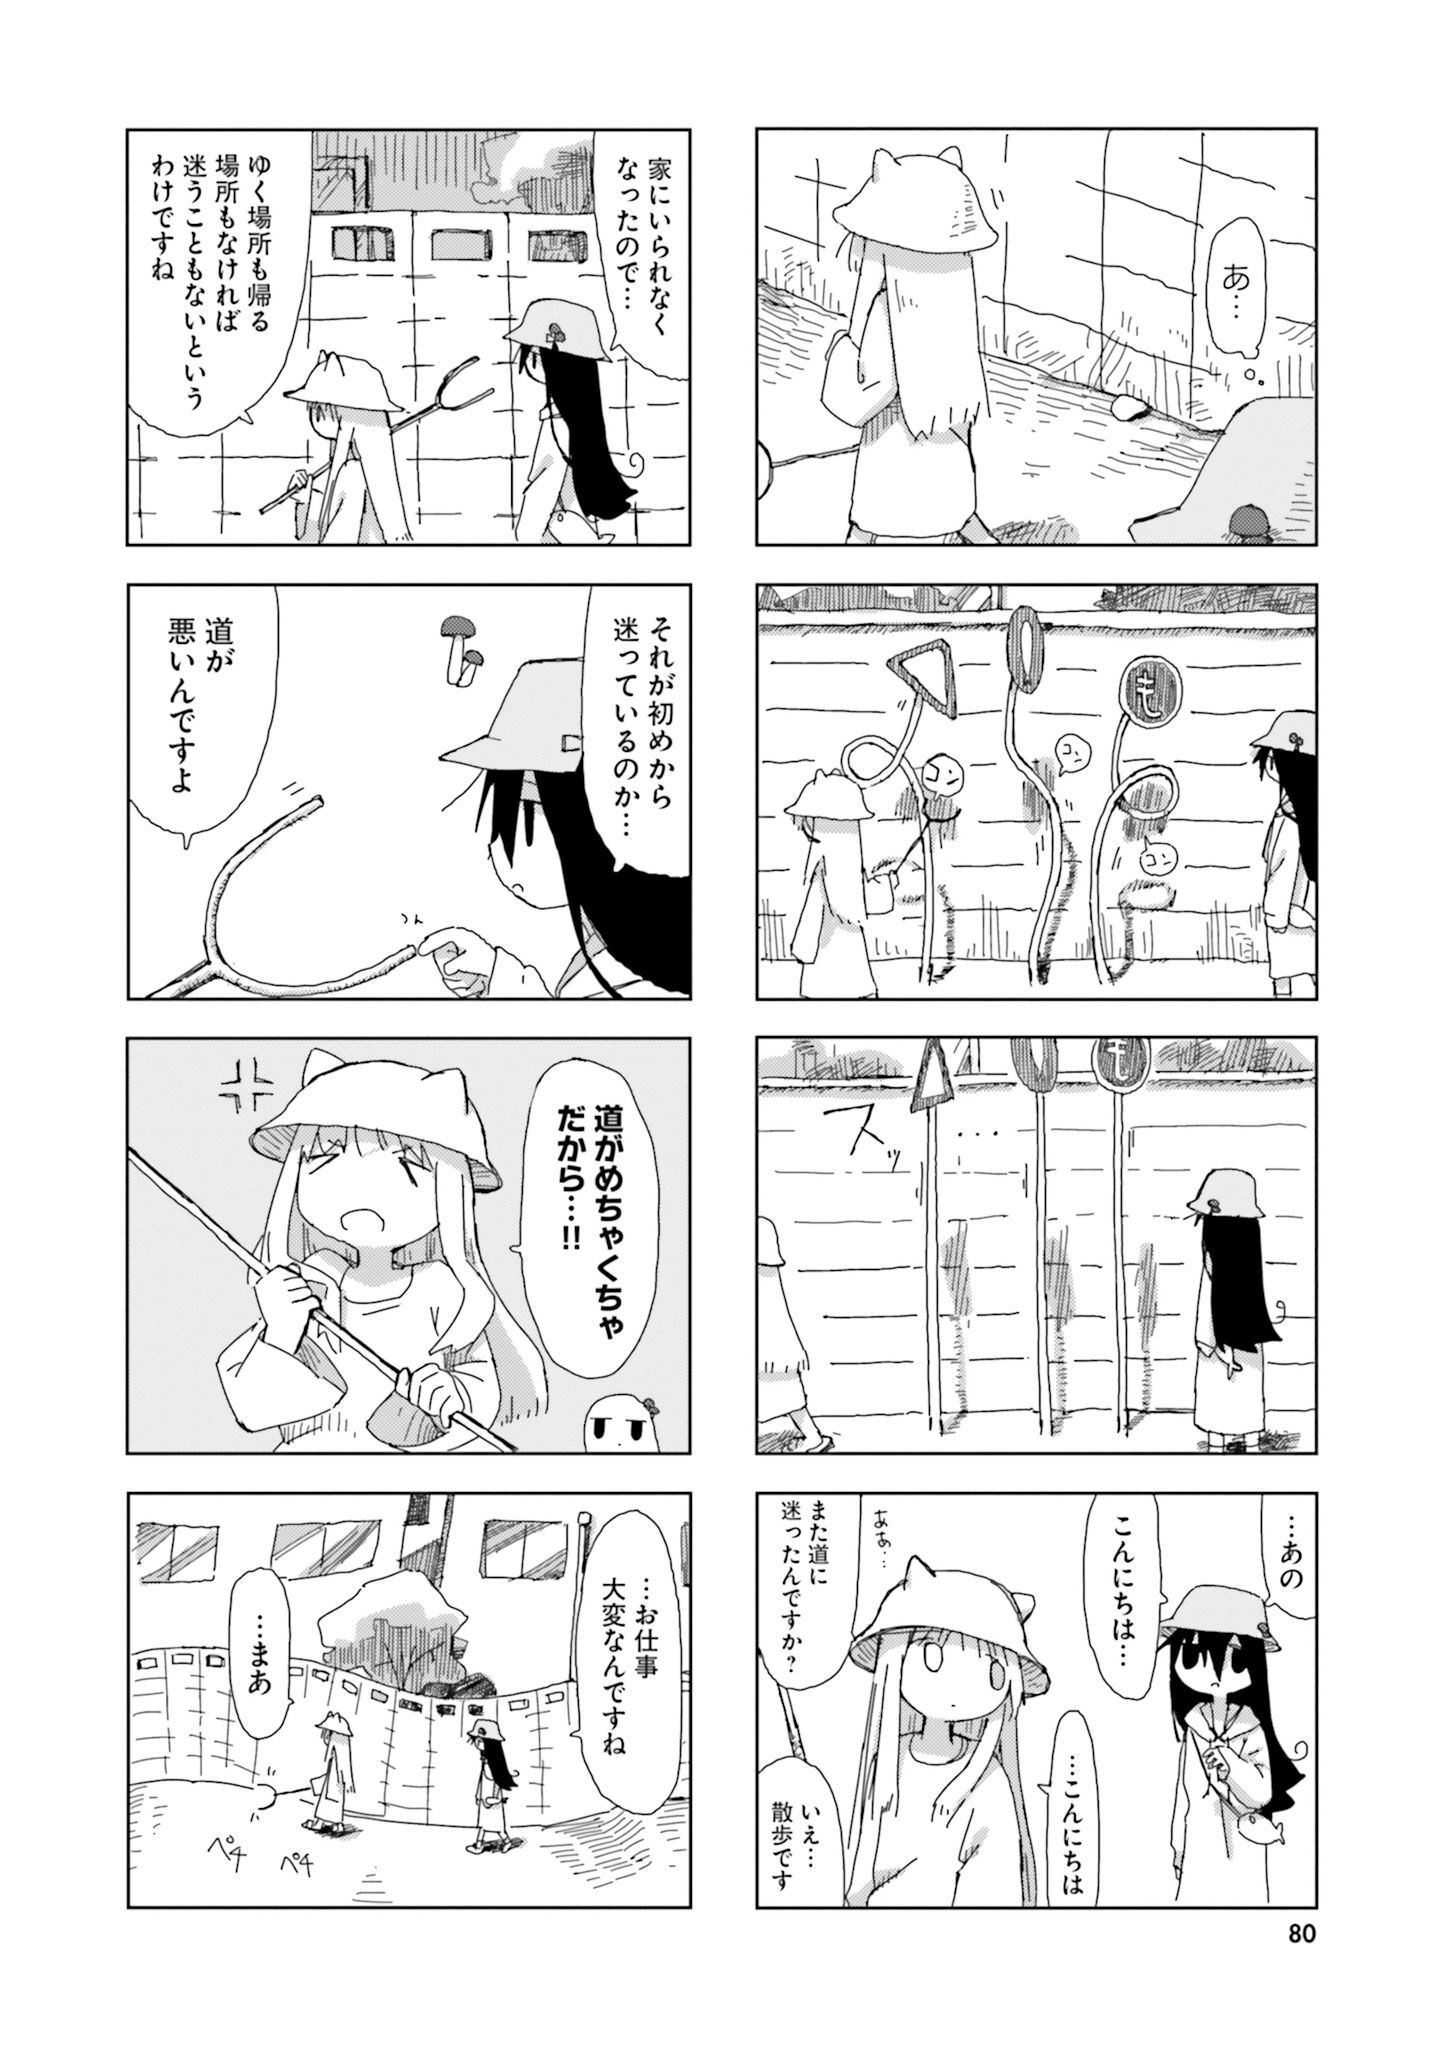 あ…
コン
コン
コン
も
スッ
…
も
…あの
こんにちは…
…こんにちは
ああ…
また道に
迷ったんですか?
いえ…
散歩です
家にいられなく
なったので…
ゆく場所も帰る
場所もなければ
迷うこともないという
わけですね
それが初めから
迷っているのか…
つん
道が
悪いんですよ
道がめちゃくちゃ
だから…!!
…お仕事
大変なんですね
…まあ
ペチ
ペチ
80